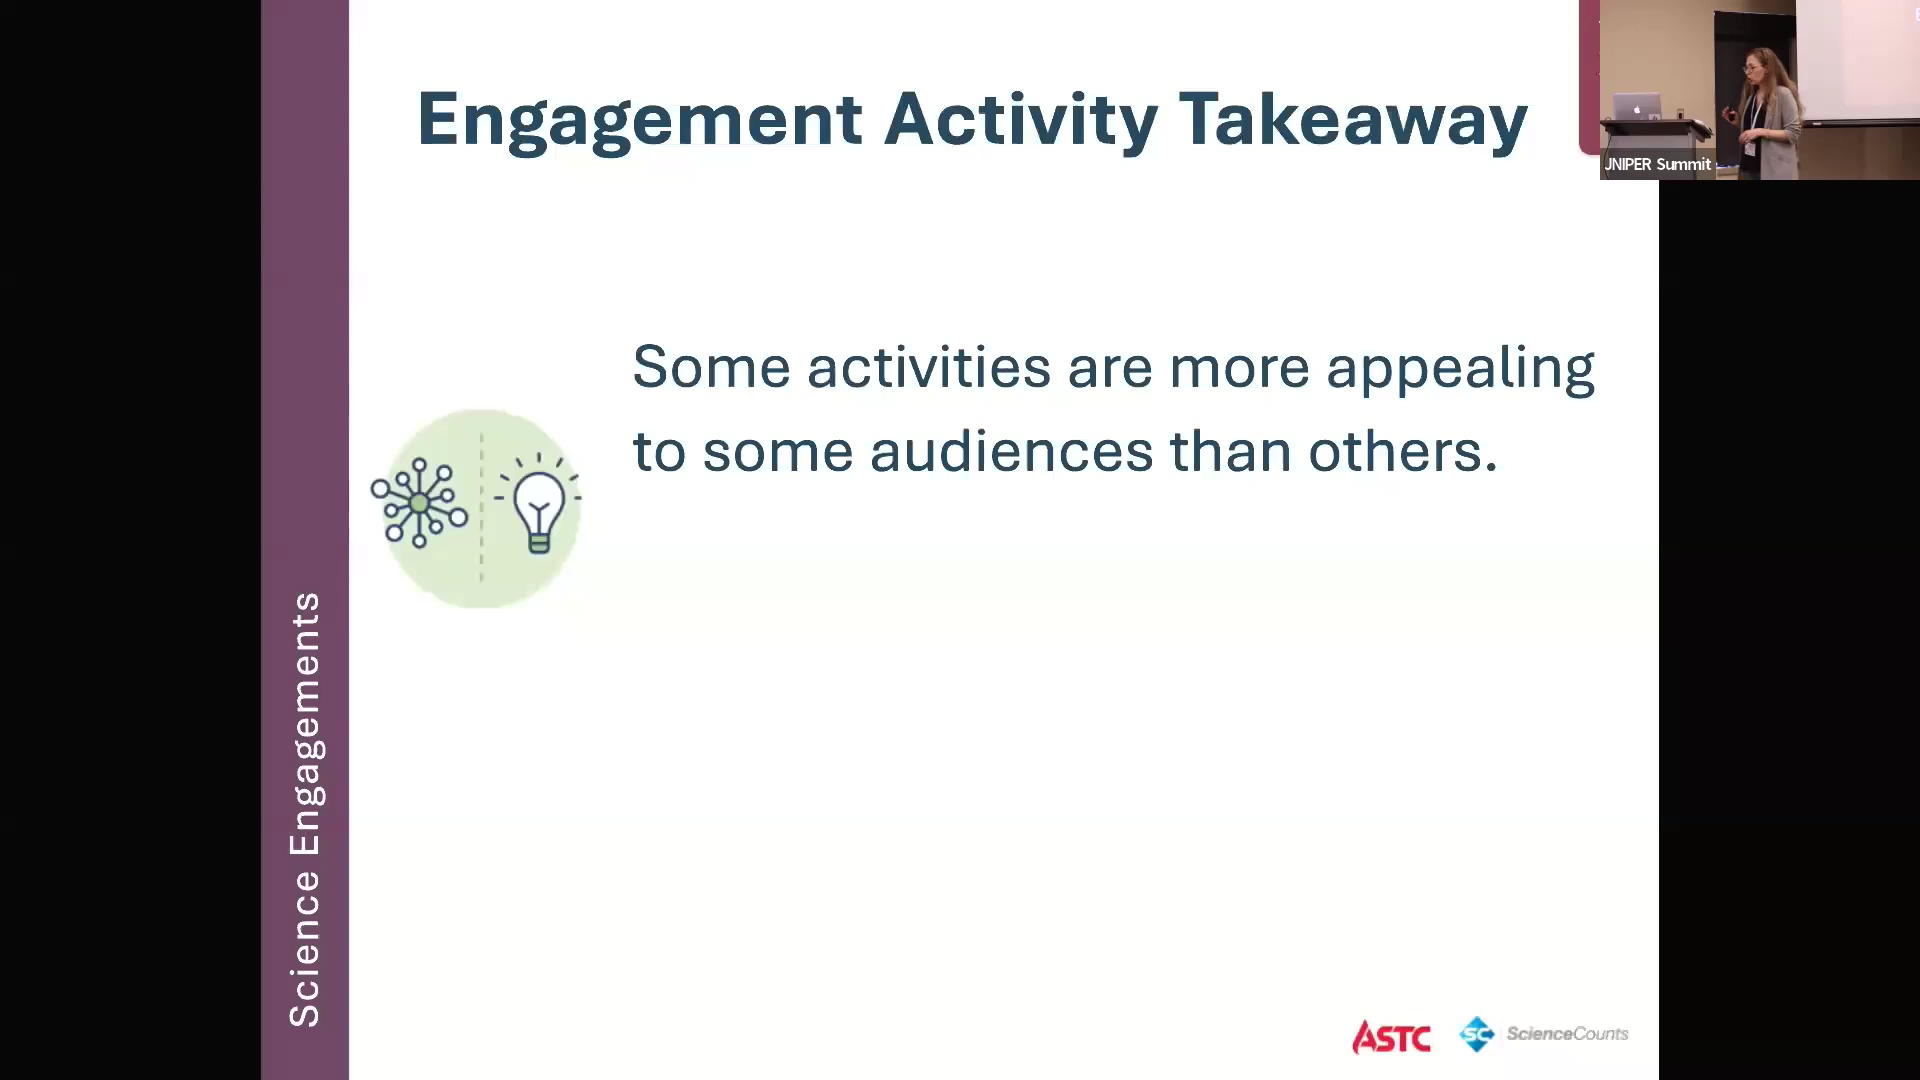 Engagement Activity Takeaway
JNIPER Summit
Some activities are more appealing
to some audiences than others.
Science Engagements
ASTC
SC ScienceCounts